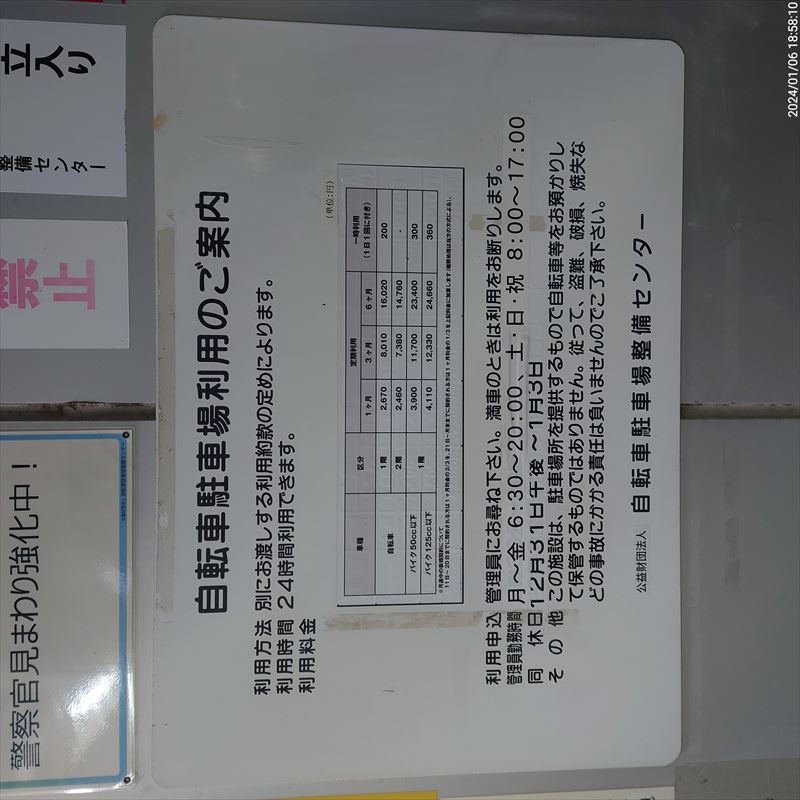 2024/01/06 18:58:10
立入り
禁止
整備センター
警察官見まわり強化中！
自転車駐車場利用のご案内
利用方法 別にお渡しする利用約款の定めによります。
利用時間 24時間利用できます。
利用料金
（単位：円）
車種 区分 定期利用 一時利用（1日1回に付き）
1ヶ月 3ヶ月 6ヶ月
自転車 1階 2,670 8,010 16,020 200
2階 2,460 7,380 14,760 -
バイク50cc以下 1階 3,900 11,700 23,400 300
バイク125cc以下 4,110 12,330 24,660 360
※月途中の新規契約について
利用申込 管理員にお尋ね下さい。満車のときは利用をお断りします。
管理員勤務時間 月～金 6:30～20:00、土・日・祝 8:00～17:00
同 休日 12月31日午後～1月3日
その他 この施設は、駐車場所を提供するもので自転車等をお預かりし
て保管するものではありません。従って、盗難、破損、焼失な
どの事故にかかる責任は負いませんのでご了承下さい。
公益財団法人 自転車駐車場整備センター